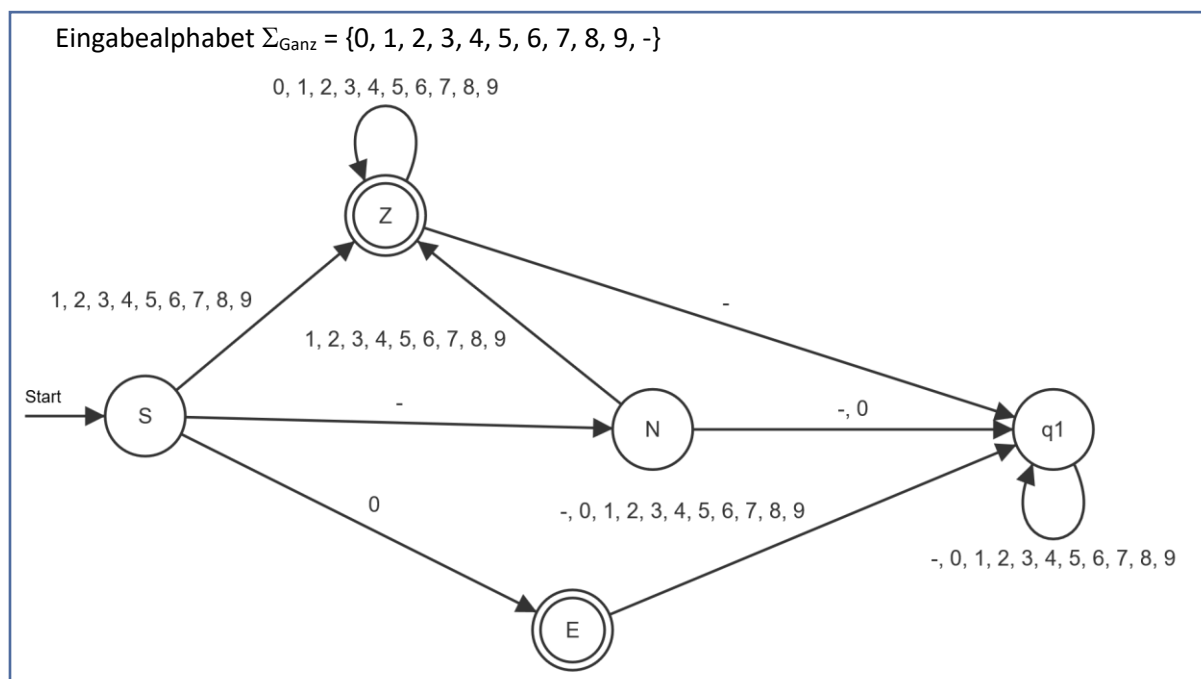 Eingabealphabet ΣGanz = {0, 1, 2, 3, 4, 5, 6, 7, 8, 9, -}
0, 1, 2, 3, 4, 5, 6, 7, 8, 9
Z
1, 2, 3, 4, 5, 6, 7, 8, 9
-
1, 2, 3, 4, 5, 6, 7, 8, 9
Start
S
-
N
-, 0
q1
0
-, 0, 1, 2, 3, 4, 5, 6, 7, 8, 9
-, 0, 1, 2, 3, 4, 5, 6, 7, 8, 9
E